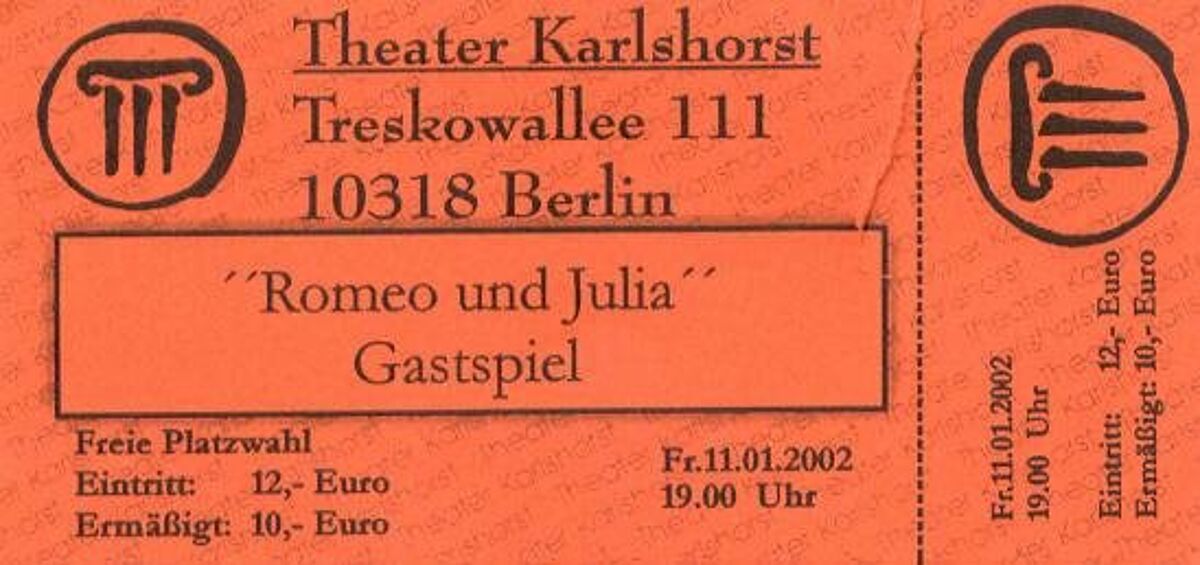 Theater Karlshorst
Treskowallee 111
10318 Berlin
´´Romeo und Julia´´
Gastspiel
Freie Platzwahl
Eintritt: 12,- Euro
Ermäßigt: 10,- Euro
Fr.11.01.2002
19.00 Uhr
Fr.11.01.2002
19.00 Uhr
Eintritt: 12,- Euro
Ermäßigt: 10,- Euro